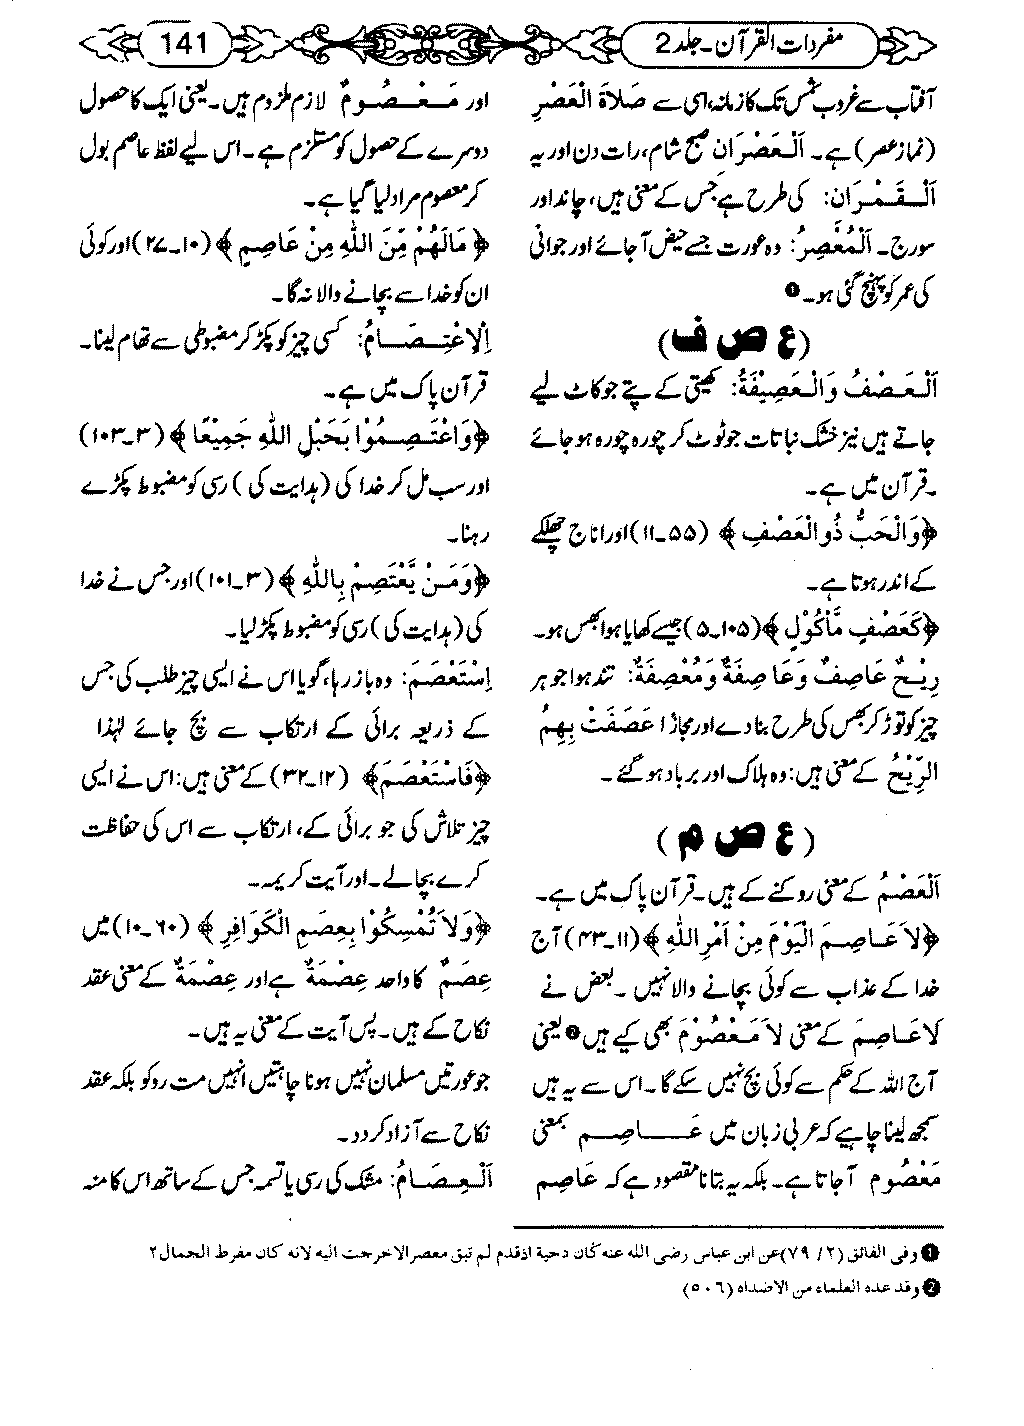 مفردات القرآن۔ جلد 2
141
آفتاب سے غروب شمس تک کا زمانہ، اسی سے صَلَاةُ الْعَصْرِ
(نماز عصر) ہے۔ اَلْعَصْرَانِ صبح شام، رات دن اور یہ
اَلْقَمْرَانِ: کی طرح ہے جس کے معنی ہیں، چاند اور
سورج۔ اَلْمُعْصِرُ: وہ عورت جسے حیض آجائے اور جوانی
کی عمر کو پہنچ گئی ہو۔ ❶
(ع ص ف)
اَلْعَصْفُ وَالْعَصِيْفَةُ: کھیتی کے پتے جو کاٹ لیے
جاتے ہیں نیز خشک نباتات جو ٹوٹ کر چورہ چورہ ہو جائے
۔ قرآن میں ہے۔
﴿وَالْحَبُّ ذُوالْعَصْفِ﴾ (۵۵۔۱۱) اور اناج چھلکے
کے اندر ہوتا ہے۔
﴿كَعَصْفٍ مَّاْكُوْلٍ﴾ (۱۰۵۔۵) جیسے کھایا ہوا بھس ہو۔
رِيْحٌ عَاصِفٌ وَعَاصِفَةٌ وَمُعْصِفَةٌ: تند ہوا جو ہر
چیز کو توڑ کر بھس کی طرح بنا دے اور مجازًا عَصَفَتْ بِهِمُ
الرِّيْحُ کے معنی ہیں: وہ ہلاک اور برباد ہو گئے۔
(ع ص م)
اَلْعَصْمُ کے معنی روکنے کے ہیں۔ قرآن پاک میں ہے۔
﴿لَا عَاصِمَ الْيَوْمَ مِنْ اَمْرِ اللّٰهِ﴾ (۱۱۔۴۳) آج
خدا کے عذاب سے کوئی بچانے والا نہیں۔ بعض نے
لَا عَاصِمَ کے معنی لَا مَعْصُوْمَ بھی کیے ہیں ❷ یعنی
آج اللہ کے حکم سے کوئی بچ نہیں سکے گا۔ اس سے یہ ہیں
سمجھ لینا چاہیے کہ عربی زبان میں عَاصِم بمعنی
مَعْصُوم آ جاتا ہے۔ بلکہ یہ بتانا مقصود ہے کہ عَاصِم
اور مَعْصُومٌ لازم ملزوم ہیں۔ یعنی ایک کا حصول
دوسرے کے حصول کو مستلزم ہے۔ اس لیے لفظ عاصم بول
کر معصوم مراد لیا گیا ہے۔
﴿مَالَهُمْ مِّنَ اللّٰهِ مِنْ عَاصِمٍ﴾ (۱۰۔۲۷) اور کوئی
ان کو خدا سے بچانے والا نہ گا۔
اَلْاِعْتِصَامُ: کسی چیز کو پکڑ کر مضبوطی سے تھام لینا۔
قرآن پاک میں ہے۔
﴿وَاعْتَصِمُوْا بِحَبْلِ اللّٰهِ جَمِيْعًا﴾ (۳۔۱۰۳)
اور سب مل کر خدا کی (ہدایت کی) رسی کو مضبوط پکڑے
رہنا۔
﴿وَمَنْ يَّعْتَصِمْ بِاللّٰهِ﴾ (۳۔۱۰۱) اور جس نے خدا
کی (ہدایت کی) رسی کو مضبوط پکڑ لیا۔
اِسْتَعْصَمَ: وہ باز رہا، گویا اس نے ایسی چیز طلب کی جس
کے ذریعہ برائی کے ارتکاب سے بچ جائے لہٰذا
﴿فَاسْتَعْصَمَ﴾ (۱۲۔۳۲) کے معنی ہیں: اس نے ایسی
چیز تلاش کی جو برائی کے، ارتکاب سے اس کی حفاظت
کرے بچالے۔ اور آیت کریمہ۔
﴿وَلَا تُمْسِكُوْا بِعِصَمِ الْكَوَافِرِ﴾ (۶۰۔۱۰) میں
عِصَمٌ کا واحد عِصْمَةٌ ہے اور عِصْمَةٌ کے معنی عقد
نکاح کے ہیں۔ پس آیت کے معنی یہ ہیں۔
جو عورتیں مسلمان نہیں ہونا چاہتیں انہیں مت روکو بلکہ عقد
نکاح سے آزاد کردو۔
اَلْعِصَامُ: مشک کی رسی یا تسمہ جس کے ساتھ اس کا منہ
❶ وفی الفائق (۲/ ۷۹) عن ابن عباس رضی الله عنه كان دحية اذقدم لم تبق معصر الا خرجت اليه لانه كان مفرط الجمال ۲
❷ وقد عده العلماء من الاضداد (۵۰۶)